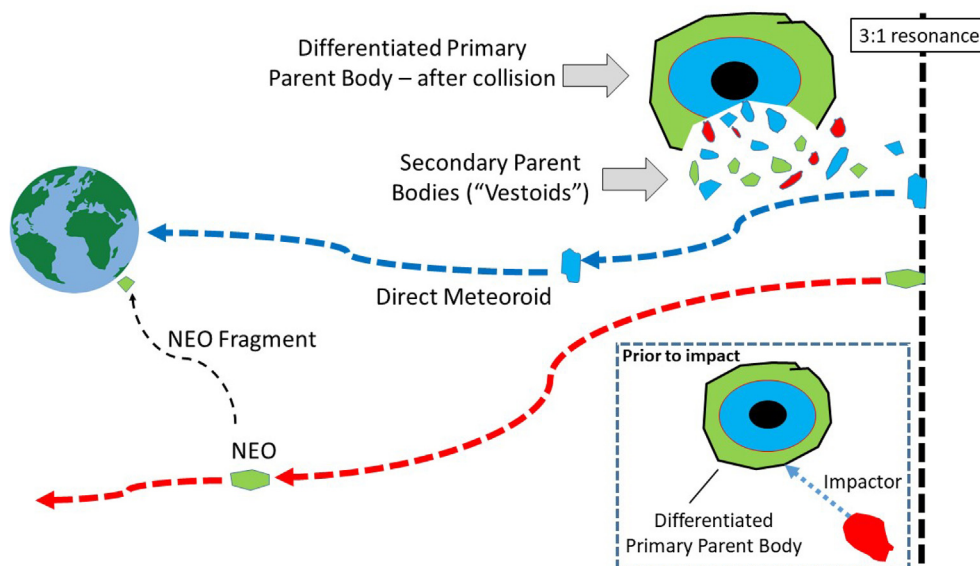 3:1 resonance
Differentiated Primary
Parent Body – after collision
Secondary Parent
Bodies (“Vestoids”)
Direct Meteoroid
NEO Fragment
NEO
Prior to impact
Impactor
Differentiated
Primary Parent Body